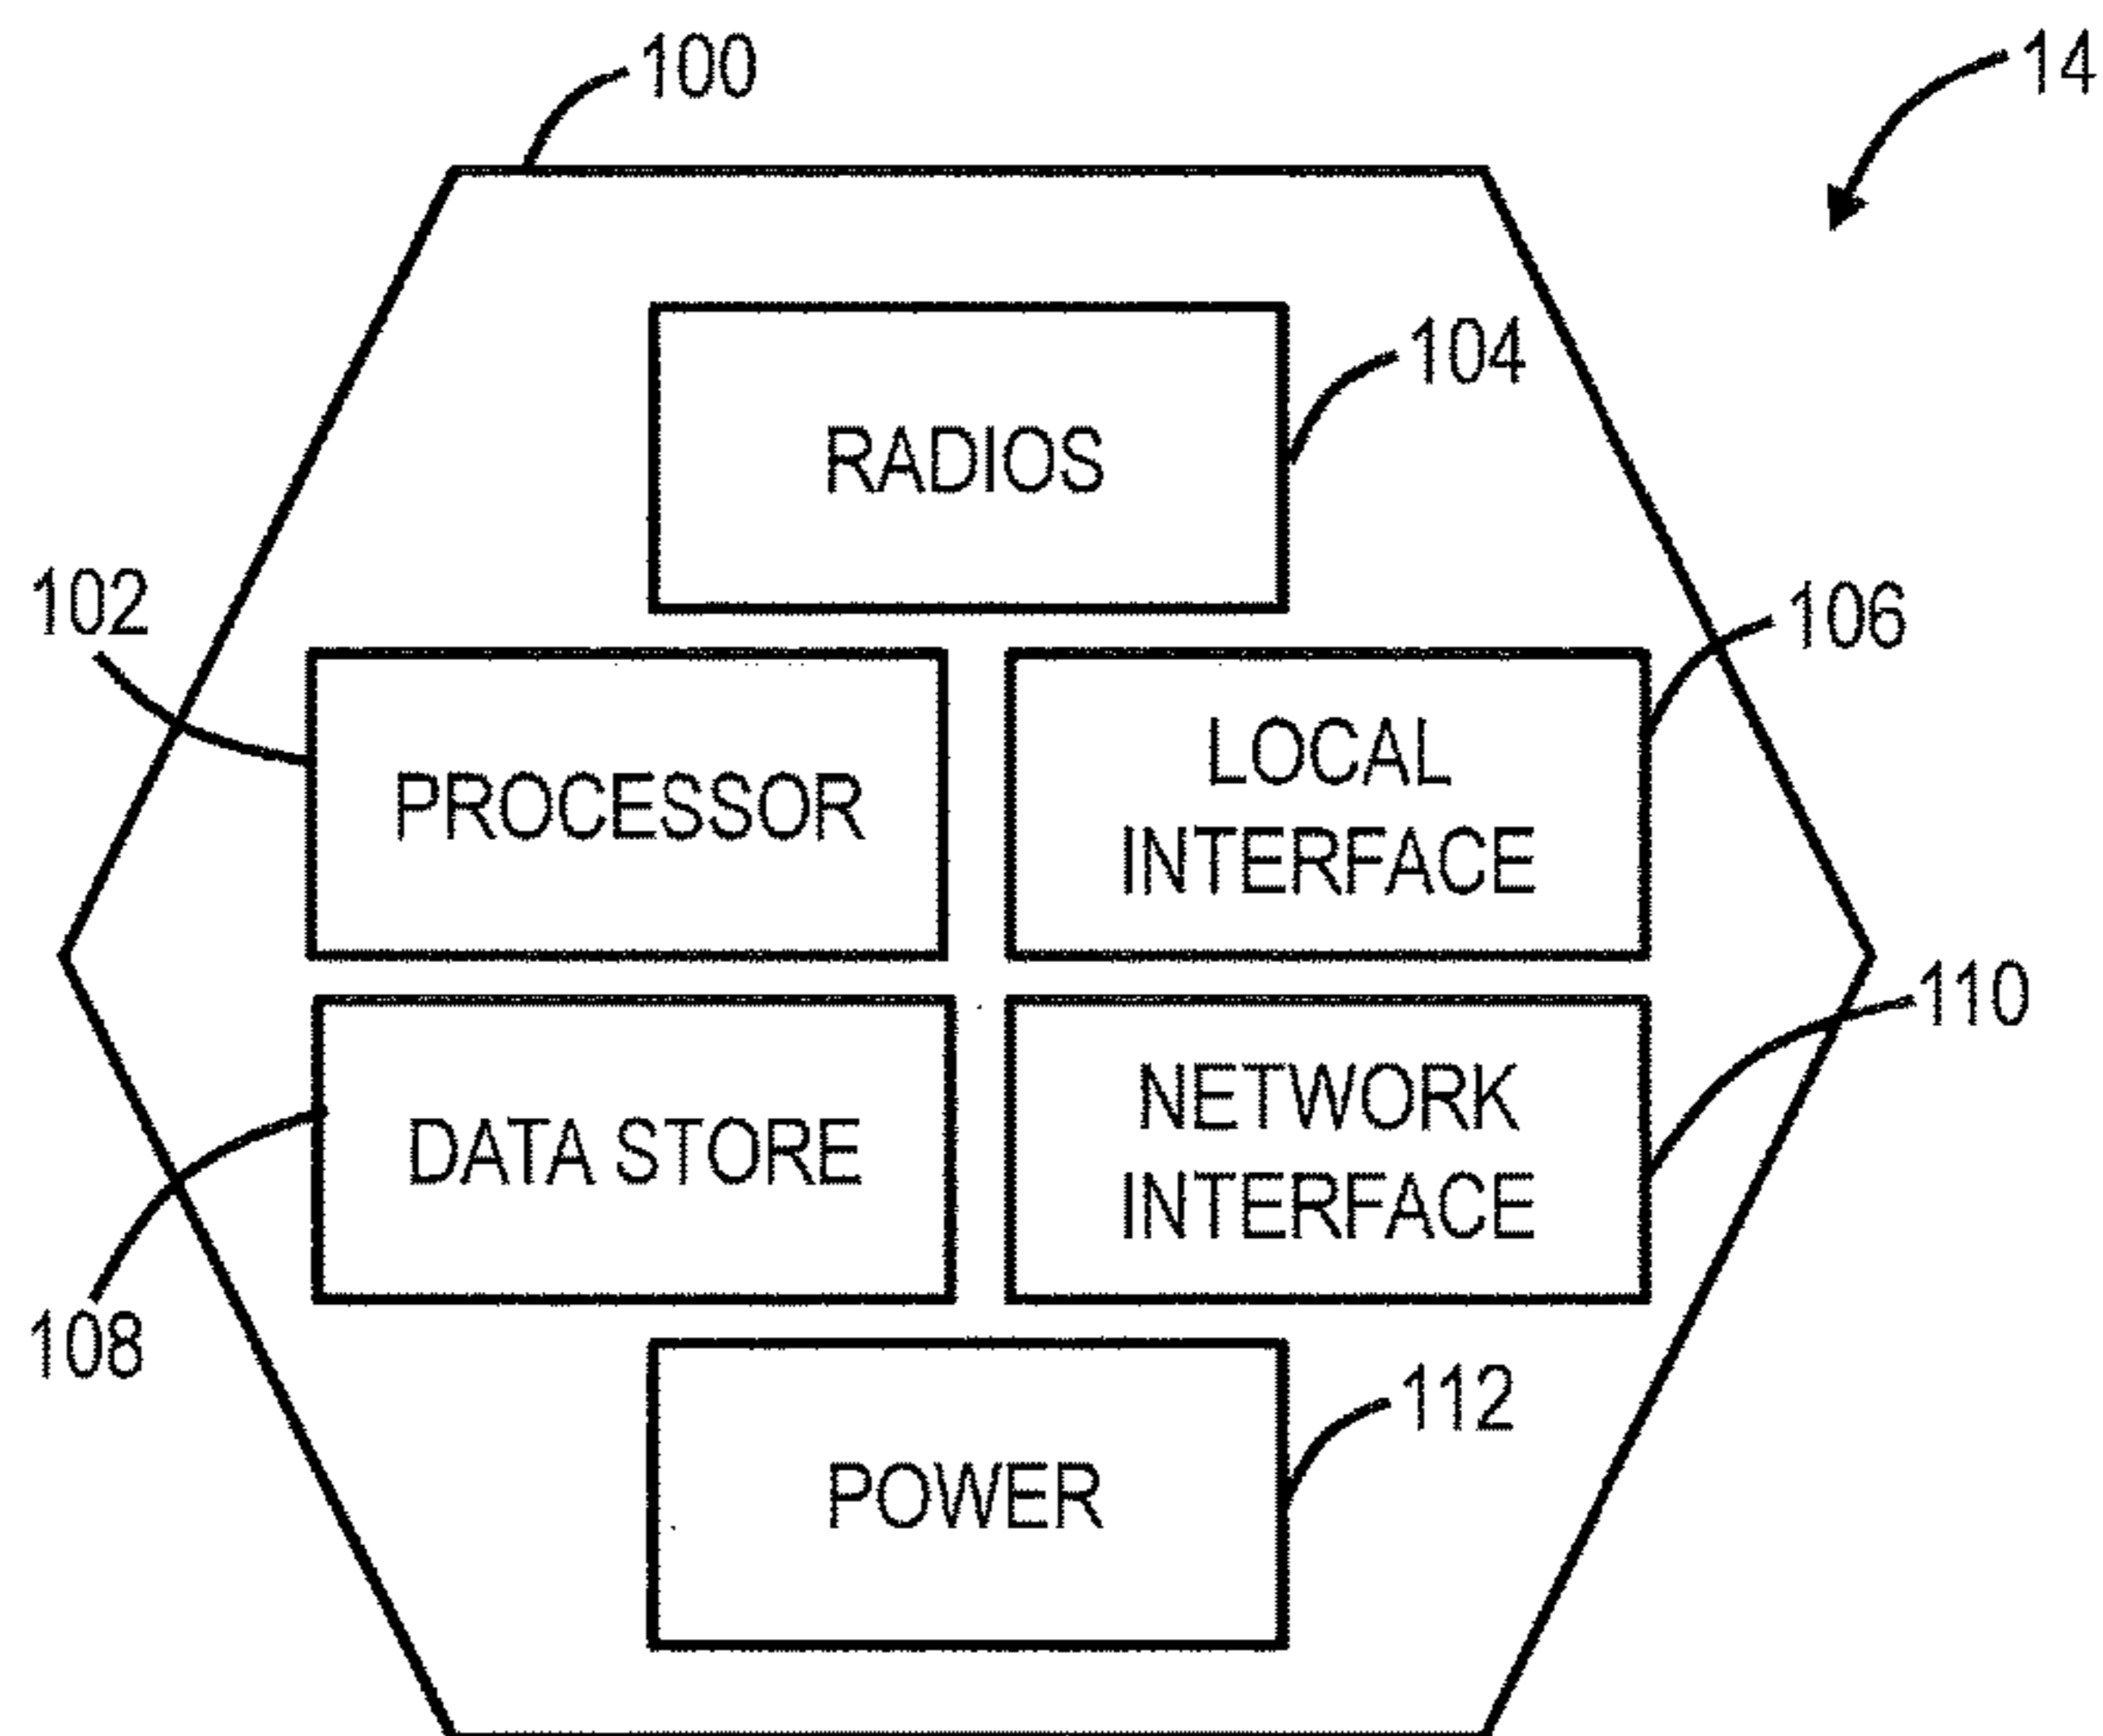 100
14
RADIOS
104
102
106
PROCESSOR
LOCAL
INTERFACE
110
DATA STORE
NETWORK
INTERFACE
108
112
POWER